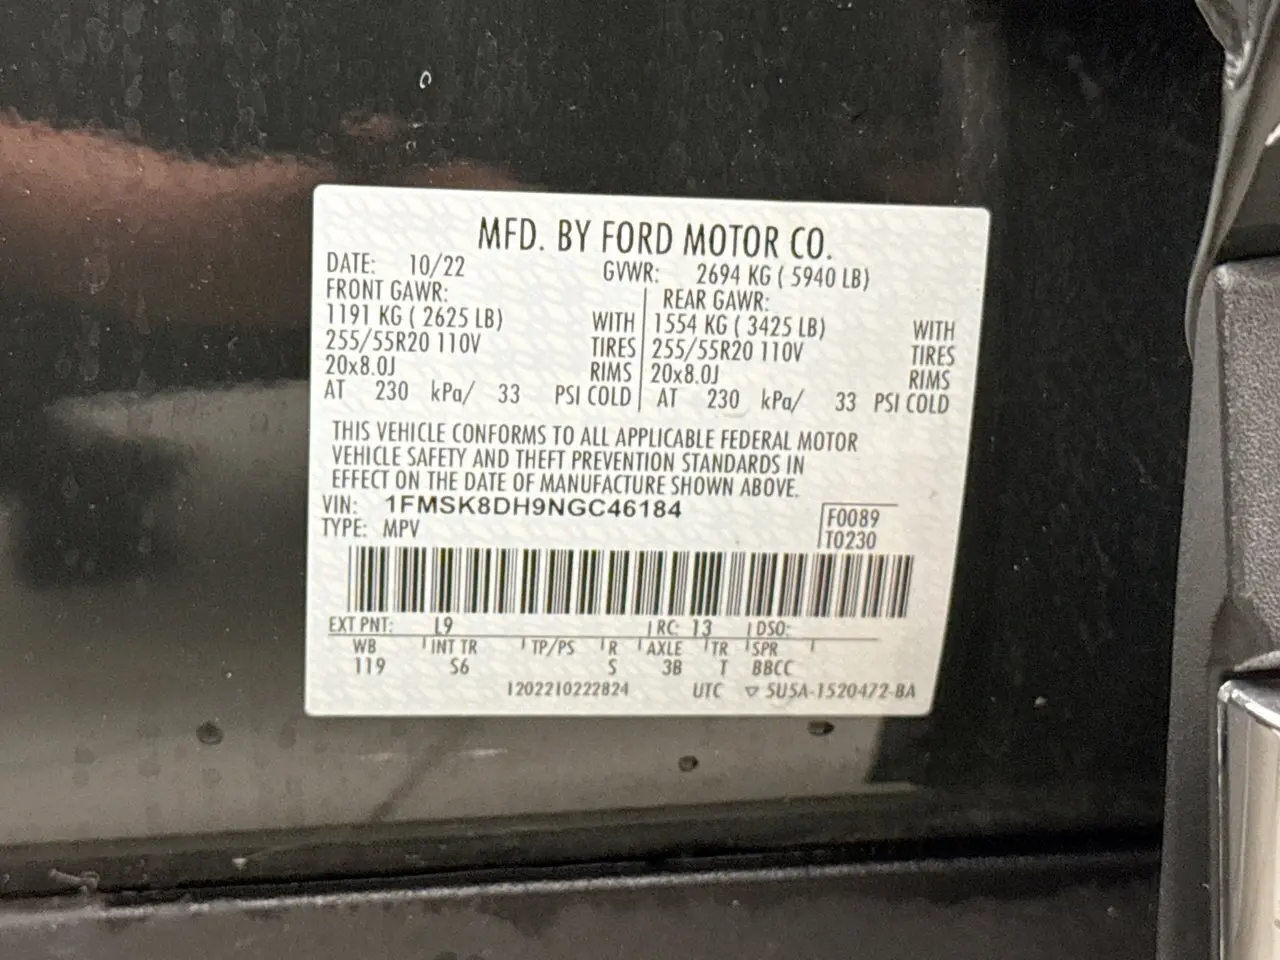 MFD. BY FORD MOTOR CO.
DATE: 10/22 GVWR: 2694 KG ( 5940 LB)
FRONT GAWR: REAR GAWR:
1191 KG ( 2625 LB) WITH 1554 KG ( 3425 LB) WITH
255/55R20 110V TIRES 255/55R20 110V TIRES
20x8.0J RIMS 20x8.0J RIMS
AT 230 kPa/ 33 PSI COLD AT 230 kPa/ 33 PSI COLD
THIS VEHICLE CONFORMS TO ALL APPLICABLE FEDERAL MOTOR
VEHICLE SAFETY AND THEFT PREVENTION STANDARDS IN
EFFECT ON THE DATE OF MANUFACTURE SHOWN ABOVE.
VIN: 1FMSK8DH9NGC46184 F0089
TYPE: MPV T0230
EXT PNT: L9 RC: 13 DSO:
WB INT TR TP/PS R AXLE TR SPR
119 S6 S 3B T BBCC
1202210222824 UTC ▽ 5U5A-1520472-BA